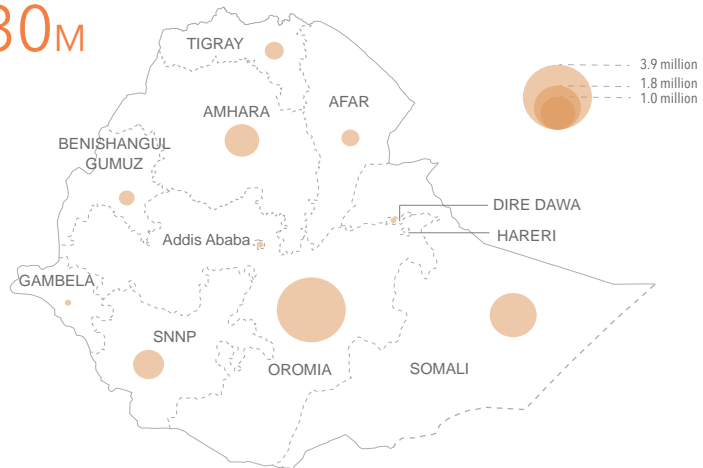 30M
TIGRAY
3.9 million
1.8 million
1.0 million
AFAR
AMHARA
BENISHANGUL
GUMUZ
DIRE DAWA
HARERI
Addis Ababa
GAMBELA
SNNP
OROMIA
SOMALI